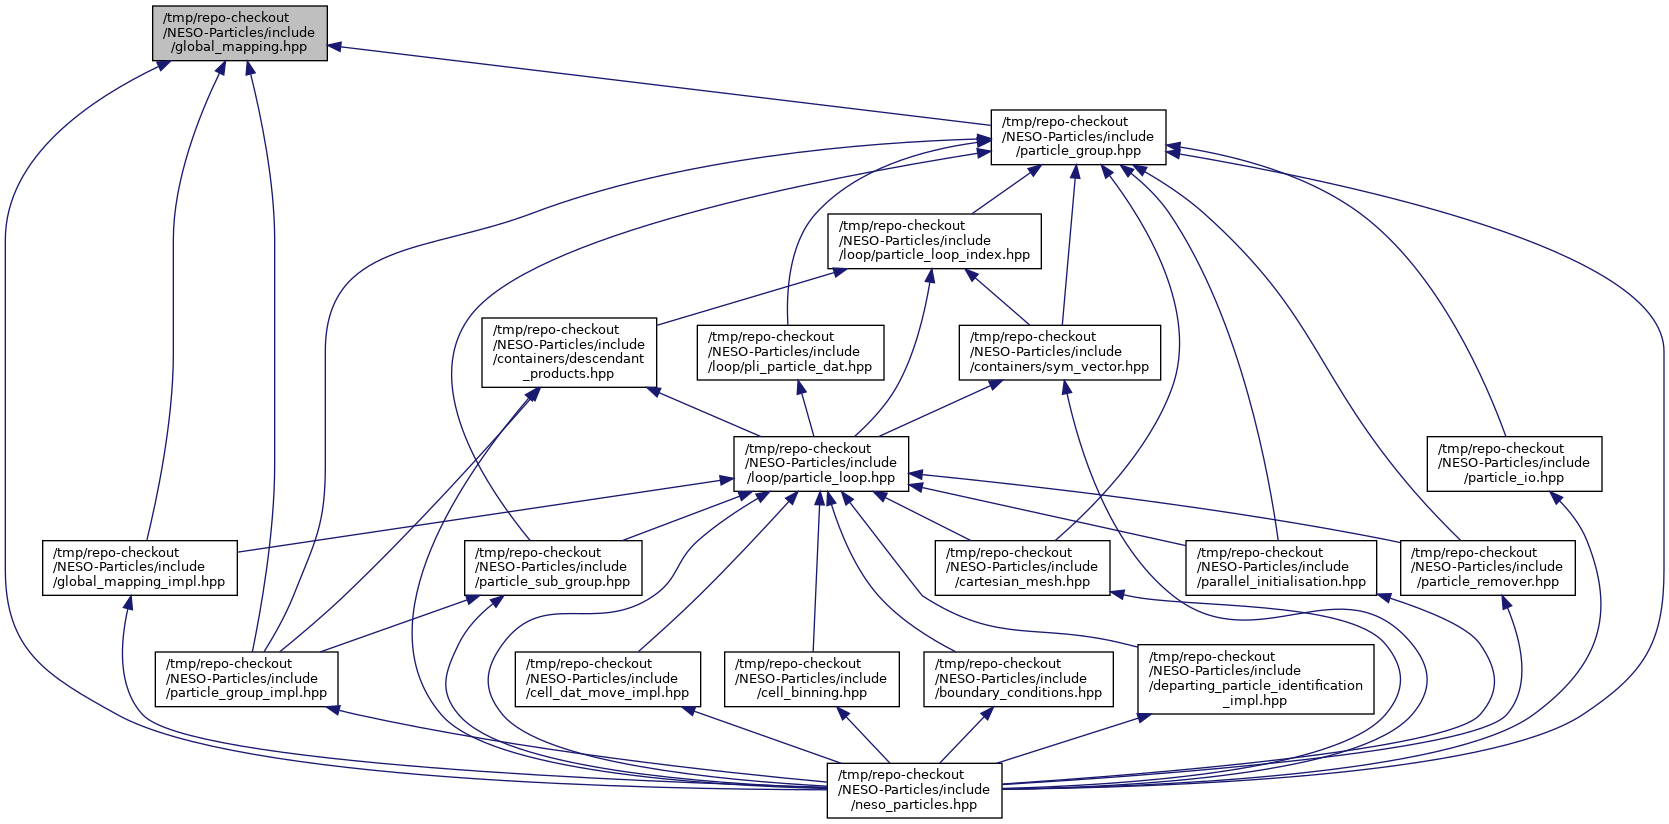 /tmp/repo-checkout
/NESO-Particles/include
/global_mapping.hpp
/tmp/repo-checkout
/NESO-Particles/include
/particle_group.hpp
/tmp/repo-checkout
/NESO-Particles/include
/loop/particle_loop_index.hpp
/tmp/repo-checkout
/NESO-Particles/include
/containers/descendant
_products.hpp
/tmp/repo-checkout
/NESO-Particles/include
/loop/pli_particle_dat.hpp
/tmp/repo-checkout
/NESO-Particles/include
/containers/sym_vector.hpp
/tmp/repo-checkout
/NESO-Particles/include
/loop/particle_loop.hpp
/tmp/repo-checkout
/NESO-Particles/include
/particle_io.hpp
/tmp/repo-checkout
/NESO-Particles/include
/global_mapping_impl.hpp
/tmp/repo-checkout
/NESO-Particles/include
/particle_sub_group.hpp
/tmp/repo-checkout
/NESO-Particles/include
/cartesian_mesh.hpp
/tmp/repo-checkout
/NESO-Particles/include
/parallel_initialisation.hpp
/tmp/repo-checkout
/NESO-Particles/include
/particle_remover.hpp
/tmp/repo-checkout
/NESO-Particles/include
/particle_group_impl.hpp
/tmp/repo-checkout
/NESO-Particles/include
/cell_dat_move_impl.hpp
/tmp/repo-checkout
/NESO-Particles/include
/cell_binning.hpp
/tmp/repo-checkout
/NESO-Particles/include
/boundary_conditions.hpp
/tmp/repo-checkout
/NESO-Particles/include
/departing_particle_identification
_impl.hpp
/tmp/repo-checkout
/NESO-Particles/include
/neso_particles.hpp